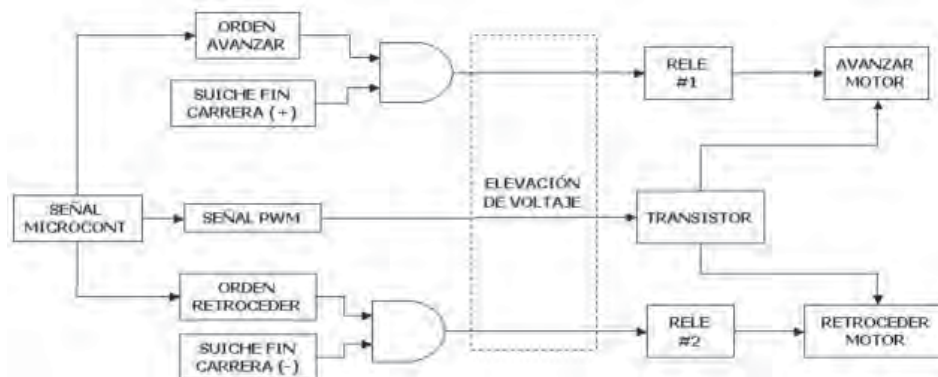 ORDEN
AVANZAR
SUICHE FIN
CARRERA (+)
RELE
#1
AVANZAR
MOTOR
ELEVACIÓN
DE VOLTAJE
SEÑAL
MICROCONT
SEÑAL PWM
TRANSISTOR
ORDEN
RETROCEDER
SUICHE FIN
CARRERA (-)
RELE
#2
RETROCEDER
MOTOR